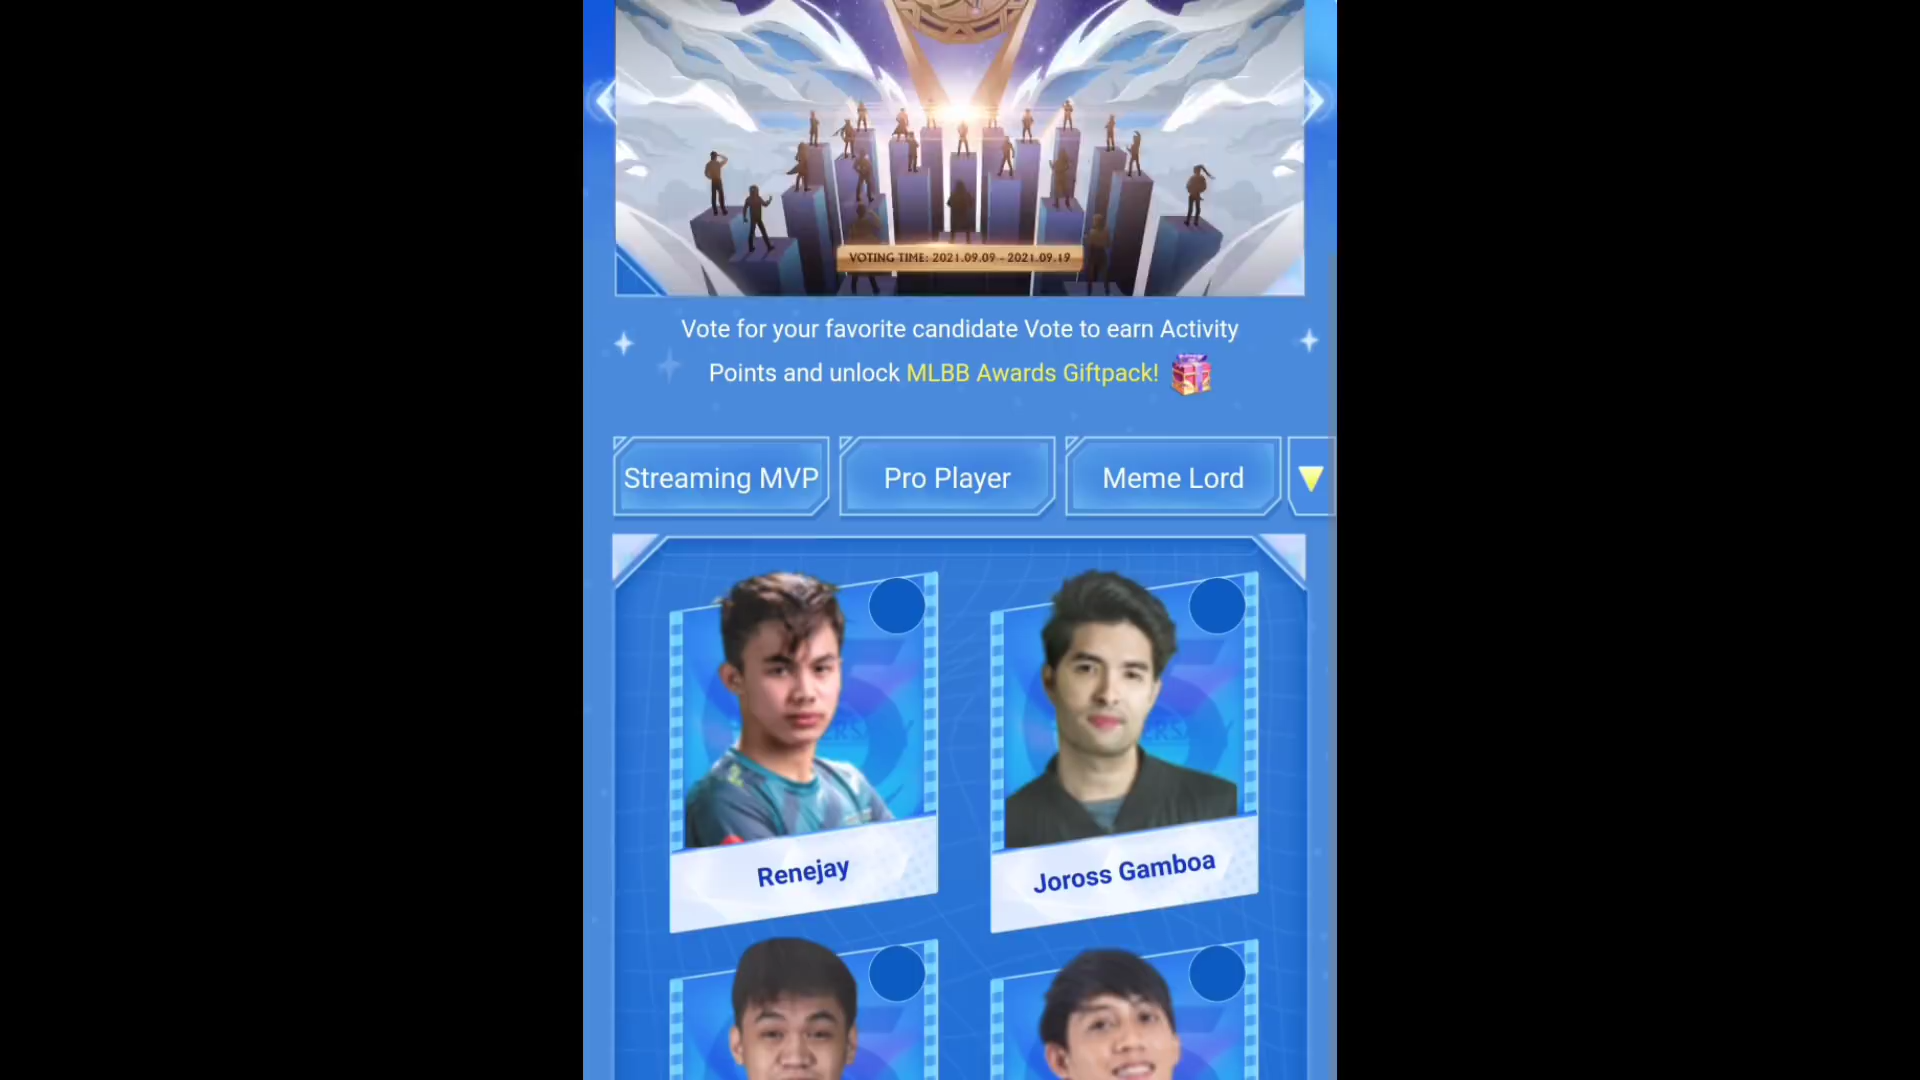 VOTING TIME: 2021.09.09 - 2021.09.19
Vote for your favorite candidate Vote to earn Activity
Points and unlock MLBB Awards Giftpack!
Streaming MVP
Pro Player
Meme Lord
Renejay
Joross Gamboa